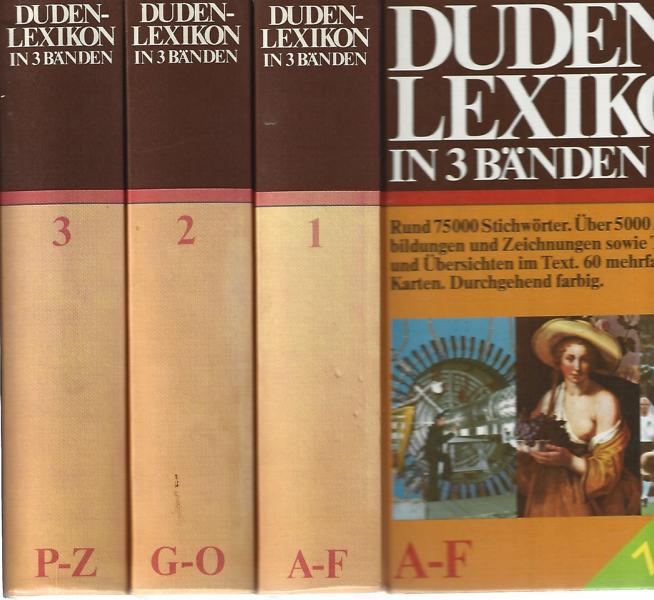 DUDEN-
LEXIKON
IN 3 BÄNDEN
3
P-Z
DUDEN-
LEXIKON
IN 3 BÄNDEN
2
G-O
DUDEN-
LEXIKON
IN 3 BÄNDEN
1
A-F
DUDEN
LEXIKO
IN 3 BÄNDEN
Rund 75000 Stichwörter. Über 5000
bildungen und Zeichnungen sowie
und Übersichten im Text. 60 mehrfa
Karten. Durchgehend farbig.
A-F
1